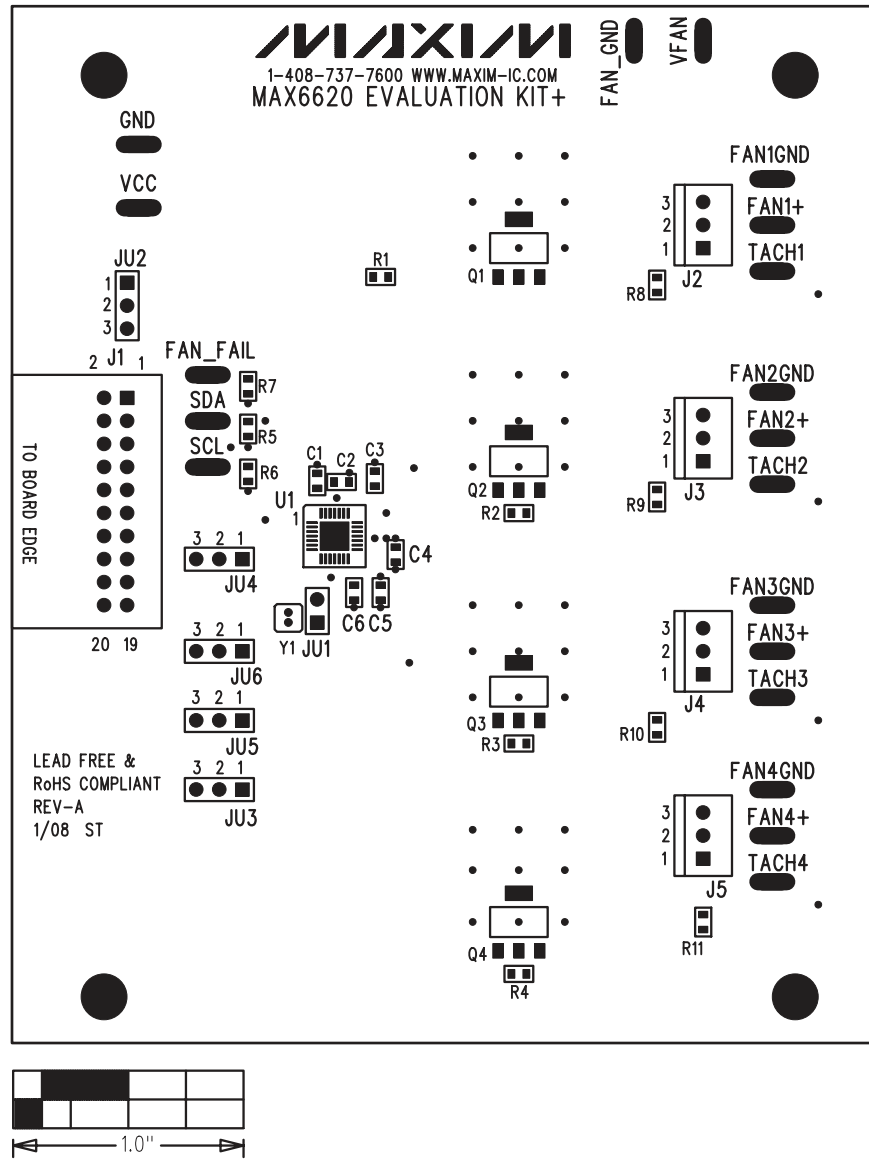 MAXIM
1-408-737-7600 WWW.MAXIM-IC.COM
MAX6620 EVALUATION KIT+
FAN_GND
VFAN
GND
VCC
JU2
1
2
3
J1
2 1
TO BOARD EDGE
20 19
FAN_FAIL
SDA
SCL
R7
R5
R6
R1
C1
C2
C3
U1
1
C4
C6
C5
Y1
JU1
3 2 1
JU4
3 2 1
JU6
3 2 1
JU5
3 2 1
JU3
LEAD FREE &
RoHS COMPLIANT
REV-A
1/08 ST
Q1
Q2
R2
Q3
R3
Q4
R4
FAN1GND
3
2
1
FAN1+
TACH1
J2
R8
FAN2GND
3
2
1
FAN2+
TACH2
J3
R9
FAN3GND
3
2
1
FAN3+
TACH3
J4
R10
FAN4GND
3
2
1
FAN4+
TACH4
J5
R11
1.0"